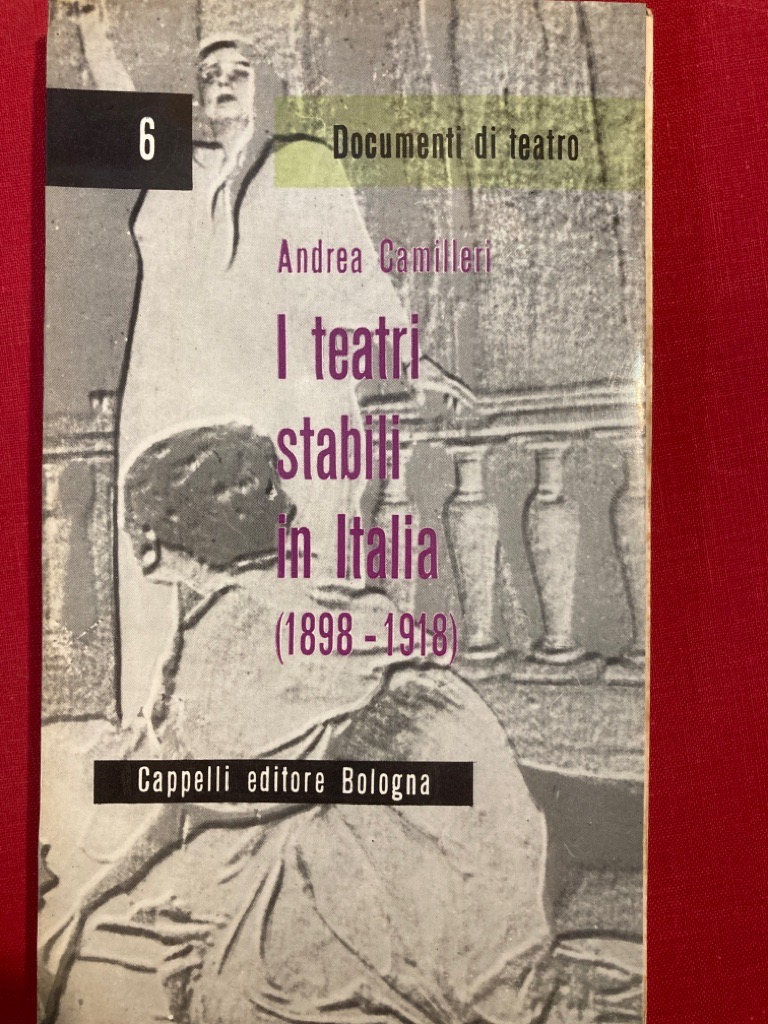 6
Documenti di teatro
Andrea Camilleri
I teatri
stabili
in Italia
(1898 - 1918)
Cappelli editore Bologna